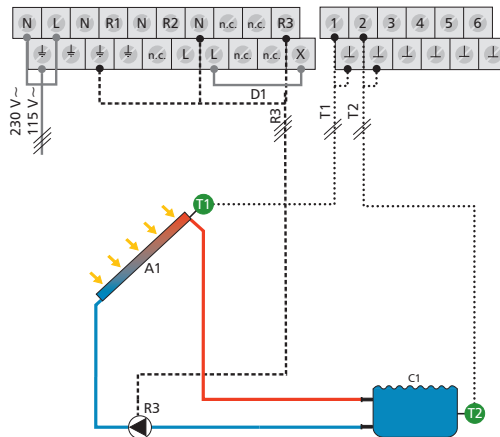 N L N R1 N R2 N n.c. n.c. R3
n.c. L L n.c. n.c. X
1 2 3 4 5 6
D1
230 V~
115 V~
R3
T1
T2
T1
A1
C1
R3
T2